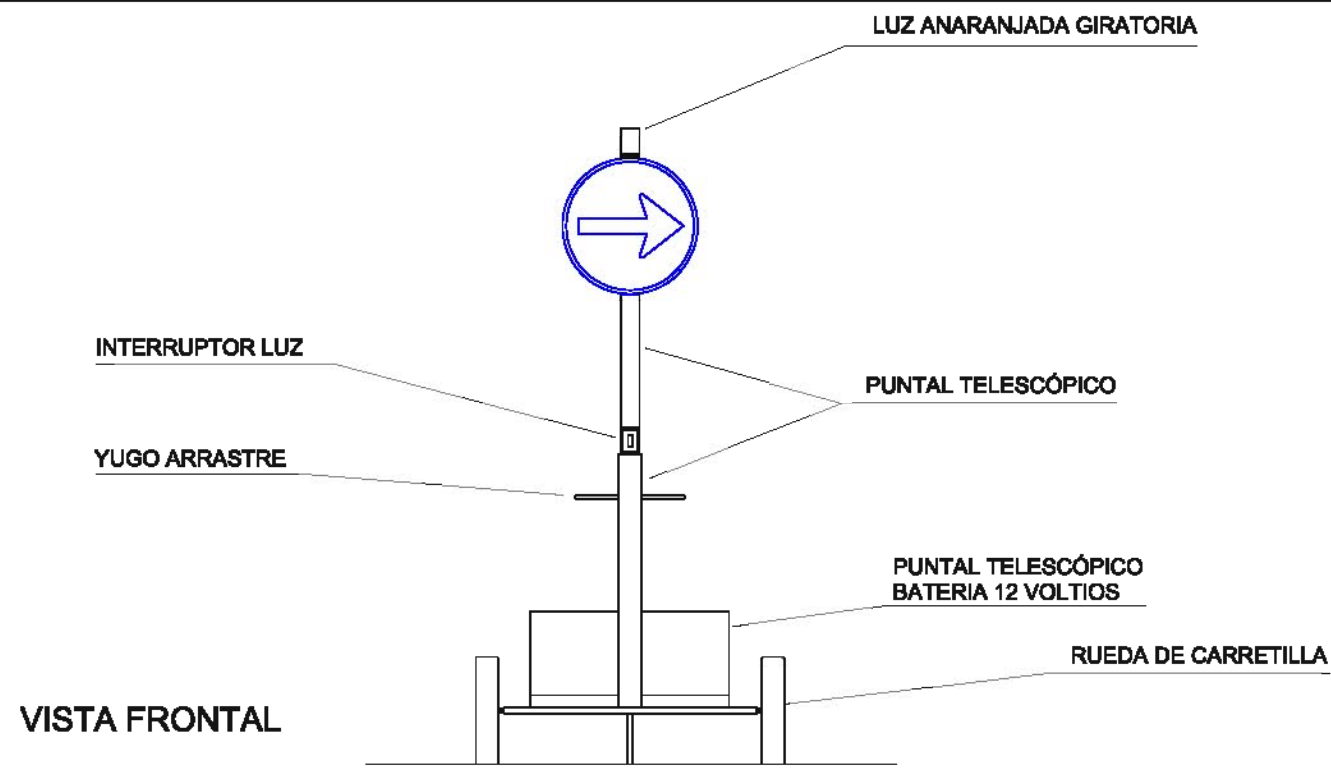 LUZ ANARANJADA GIRATORIA
INTERRUPTOR LUZ
PUNTAL TELESCÓPICO
YUGO ARRASTRE
PUNTAL TELESCÓPICO
BATERIA 12 VOLTIOS
RUEDA DE CARRETILLA
VISTA FRONTAL